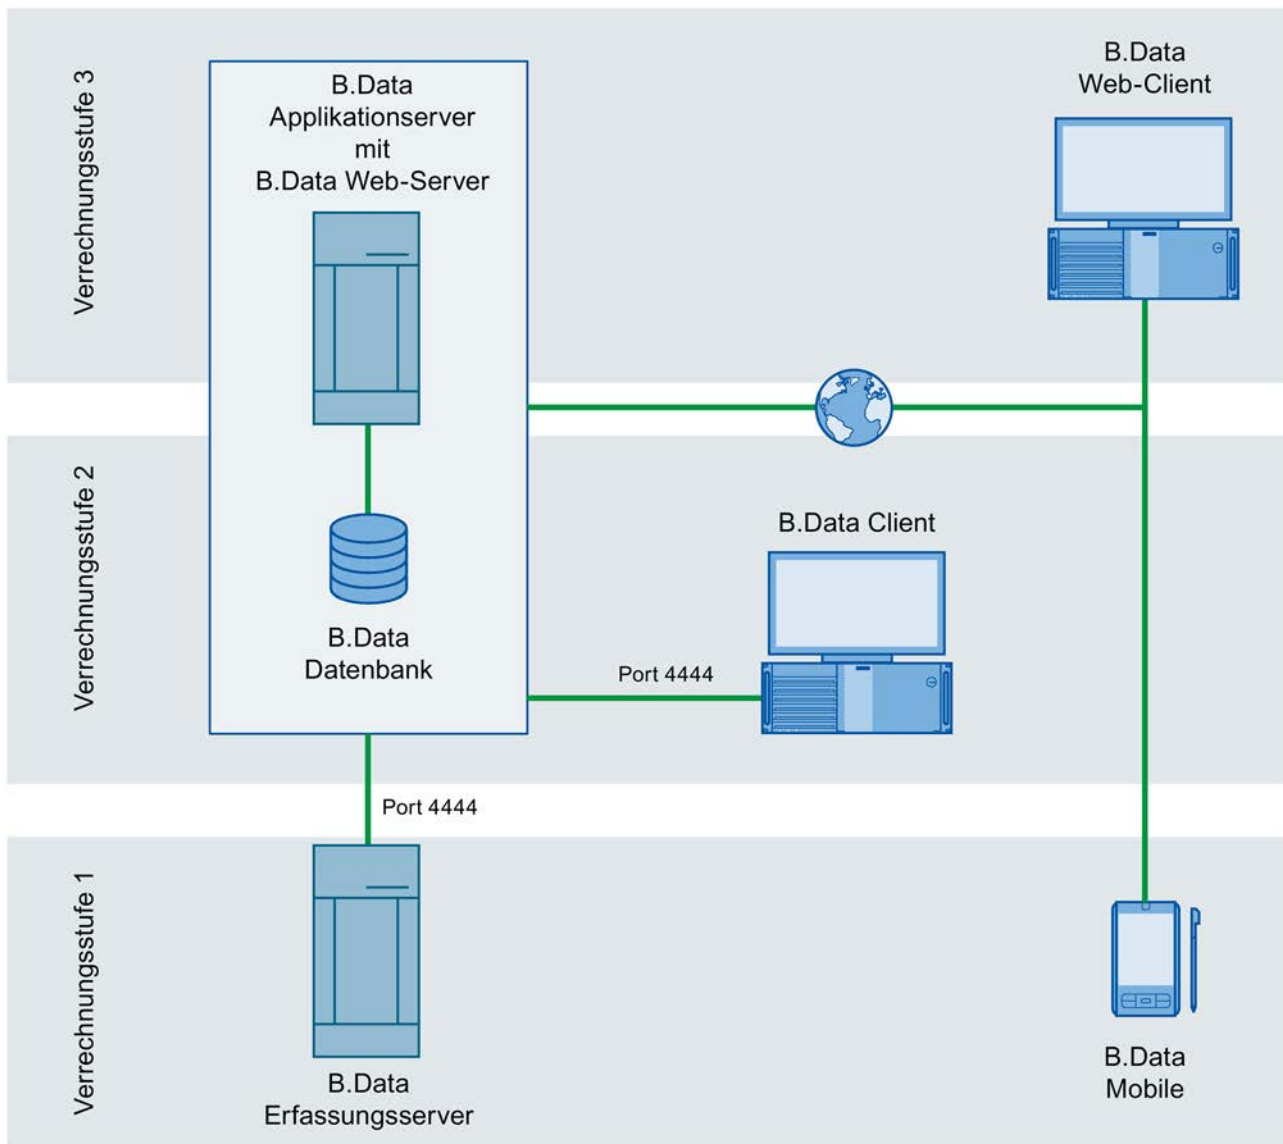 Verrechnungsstufe 3
B.Data
Applikationserver
mit
B.Data Web-Server
B.Data
Web-Client
Verrechnungsstufe 2
B.Data
Datenbank
B.Data Client
Port 4444
Port 4444
Verrechnungsstufe 1
B.Data
Erfassungsserver
B.Data
Mobile